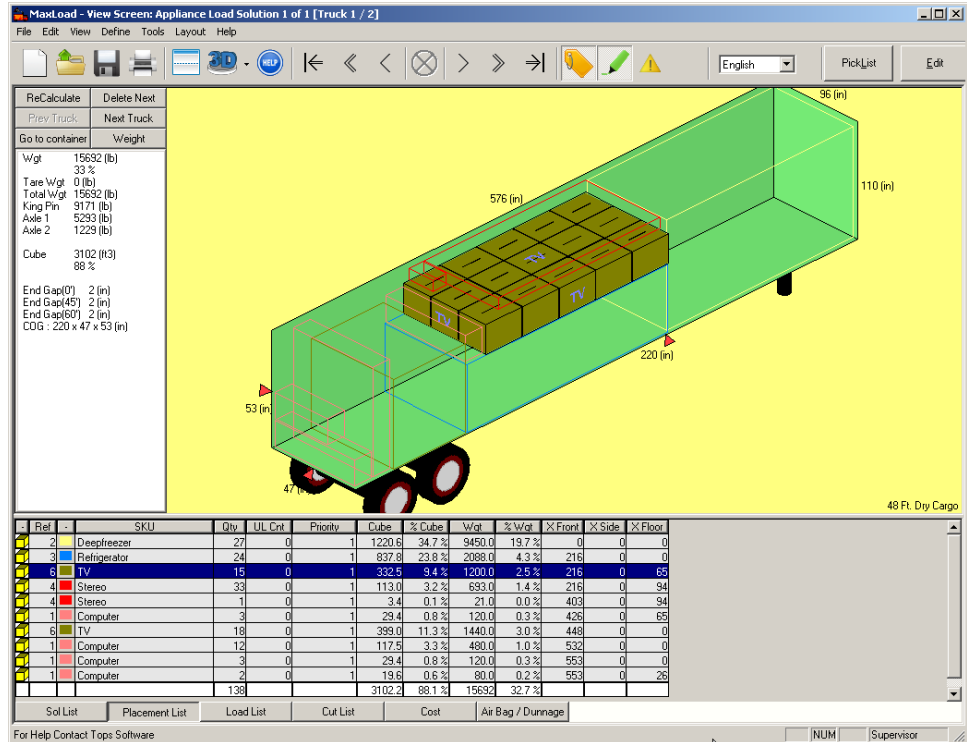 MaxLoad - View Screen: Appliance Load Solution 1 of 1 [Truck 1 / 2]
File Edit View Define Tools Layout Help
3D HELP English PickList Edit
ReCalculate Delete Next
Prev Truck Next Truck
Go to container Weight
Wgt 15692 (lb)
33 %
Tare Wgt 0 (lb)
Total Wgt 15692 (lb)
King Pin 9171 (lb)
Axle 1 5293 (lb)
Axle 2 1229 (lb)
Cube 3102 (ft3)
88 %
End Gap(0') 2 (in)
End Gap(45') 2 (in)
End Gap(60') 2 (in)
COG : 220 x 47 x 53 (in)
96 (in)
110 (in)
576 (in)
TV
TV
TV
220 (in)
53 (in)
47
48 Ft. Dry Cargo
- Ref - SKU Qty UL Cnt Priority Cube % Cube Wgt % Wgt X Front X Side X Floor
2 Deepfreezer 27 0 1 1220.6 34.7 % 9450.0 19.7 % 0 0 0
3 Refrigerator 24 0 1 837.8 23.8 % 2088.0 4.3 % 216 0 0
6 TV 15 0 1 332.5 9.4 % 1200.0 2.5 % 216 0 65
4 Stereo 33 0 1 113.0 3.2 % 693.0 1.4 % 216 0 94
4 Stereo 1 0 1 3.4 0.1 % 21.0 0.0 % 403 0 94
1 Computer 3 0 1 29.4 0.8 % 120.0 0.3 % 426 0 65
6 TV 18 0 1 399.0 11.3 % 1440.0 3.0 % 448 0 0
1 Computer 12 0 1 117.5 3.3 % 480.0 1.0 % 532 0 0
1 Computer 3 0 1 29.4 0.8 % 120.0 0.3 % 553 0 0
1 Computer 2 0 1 19.6 0.6 % 80.0 0.2 % 553 0 26
138 3102.2 88.1 % 15692 32.7 %
Sol List Placement List Load List Cut List Cost Air Bag / Dunnage
For Help Contact Tops Software NUM Supervisor